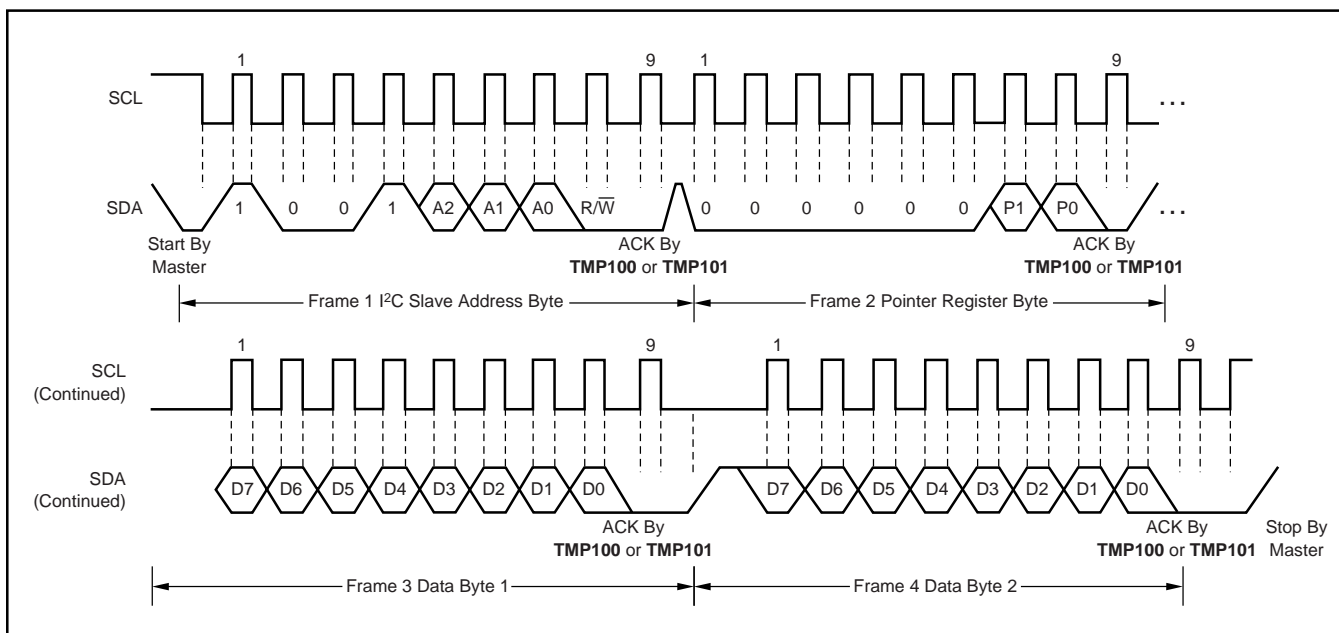 1 9 1 9
SCL ...
SDA 1 0 0 1 A2 A1 A0 R/W̅ 0 0 0 0 0 0 P1 P0 ...
Start By
Master
ACK By
TMP100 or TMP101
ACK By
TMP100 or TMP101
Frame 1 I²C Slave Address Byte
Frame 2 Pointer Register Byte
1 9 1 9
SCL
(Continued)
SDA
(Continued)
D7 D6 D5 D4 D3 D2 D1 D0 D7 D6 D5 D4 D3 D2 D1 D0
ACK By
TMP100 or TMP101
ACK By
TMP100 or TMP101
Stop By
Master
Frame 3 Data Byte 1
Frame 4 Data Byte 2